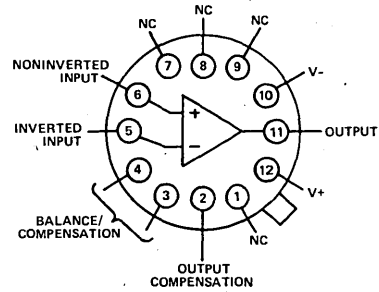 NC
NC
NC
NONINVERTED
INPUT
7
8
9
V-
6
10
+
INVERTED
INPUT
5
11
OUTPUT
−
4
12
V+
3
2
1
BALANCE/
COMPENSATION
NC
OUTPUT
COMPENSATION